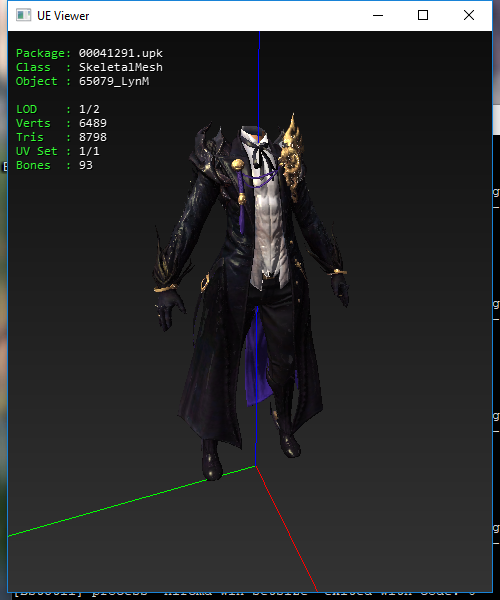 UE Viewer
Package: 00041291.upk
Class : SkeletalMesh
Object : 65079_LynM
LOD : 1/2
Verts : 6489
Tris : 8798
UV Set : 1/1
Bones : 93